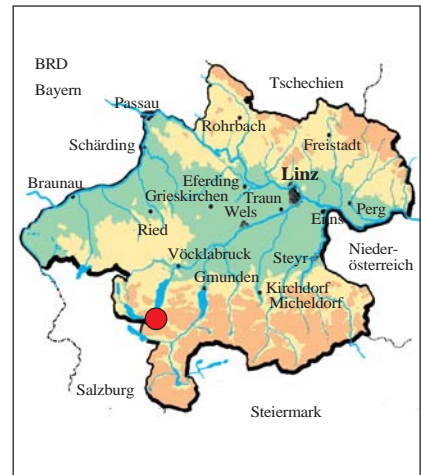 BRD
Bayern
Tschechien
Passau
Rohrbach
Freistadt
Schärding
Linz
Eferding
Braunau
Grieskirchen
Traun
Wels
Enns
Perg
Ried
Nieder-
österreich
Steyr
Vöcklabruck
Gmunden
Kirchdorf
Micheldorf
Salzburg
Steiermark